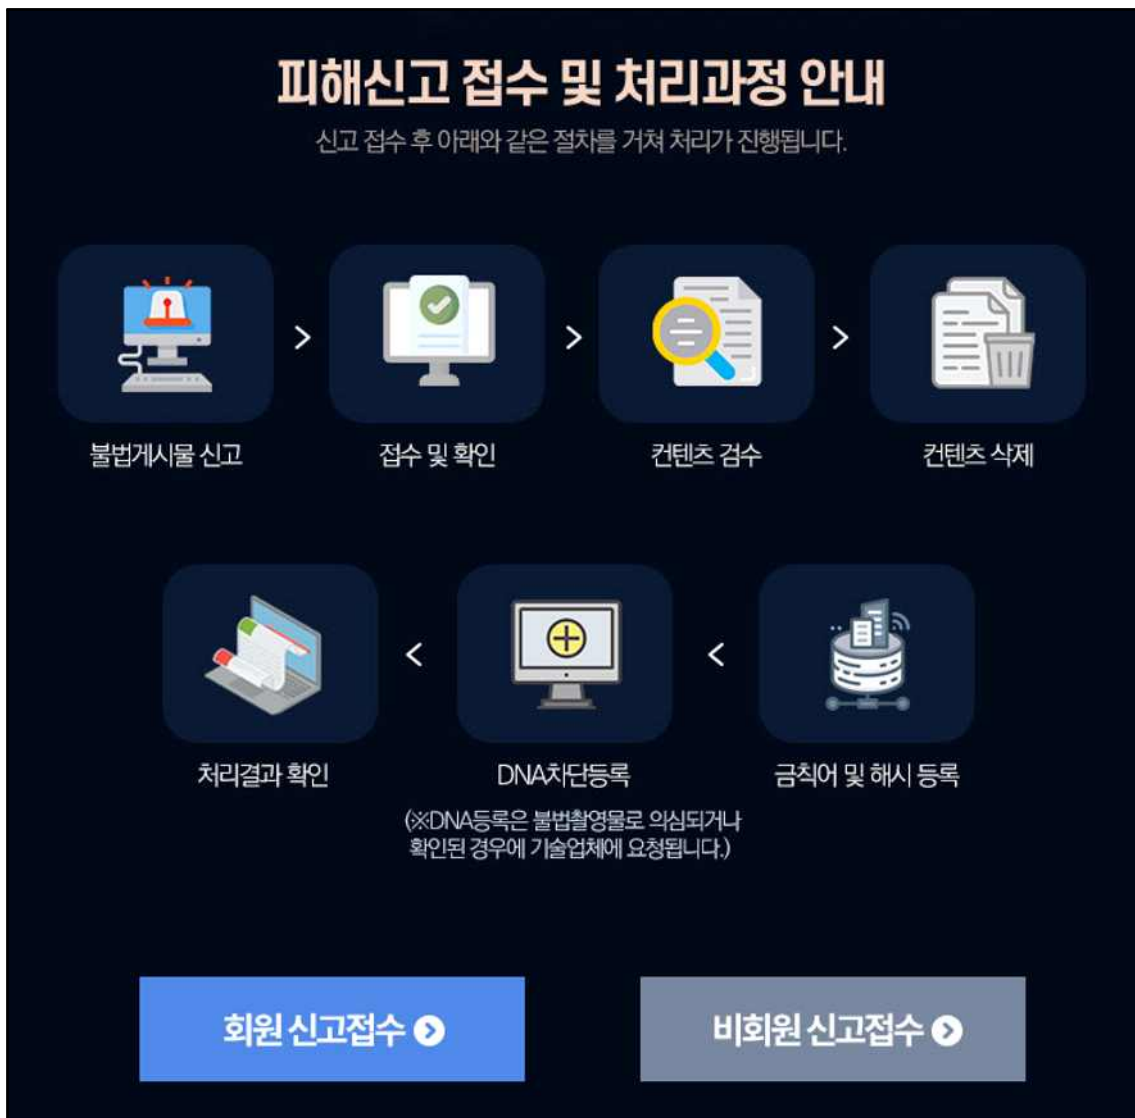 피해신고 접수 및 처리과정 안내
신고 접수 후 아래와 같은 절차를 거쳐 처리가 진행됩니다.
불법게시물 신고
접수 및 확인
컨텐츠 검수
컨텐츠 삭제
처리결과 확인
DNA차단등록
금칙어 및 해시 등록
(※DNA등록은 불법촬영물로 의심되거나
확인된 경우에 기술업체에 요청됩니다.)
회원 신고접수
비회원 신고접수